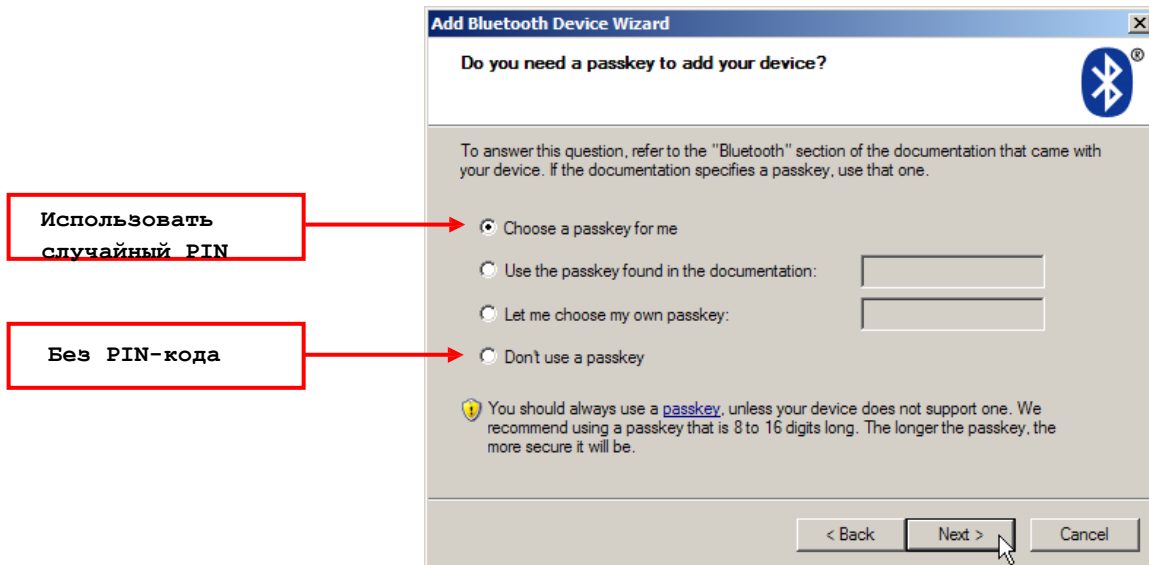 Add Bluetooth Device Wizard
Do you need a passkey to add your device?
®
To answer this question, refer to the "Bluetooth" section of the documentation that came with
your device. If the documentation specifies a passkey, use that one.
Использовать
случайный PIN
Choose a passkey for me
Use the passkey found in the documentation:
Let me choose my own passkey:
Без PIN-кода
Don't use a passkey
You should always use a passkey, unless your device does not support one. We
recommend using a passkey that is 8 to 16 digits long. The longer the passkey, the
more secure it will be.
< Back
Next >
Cancel